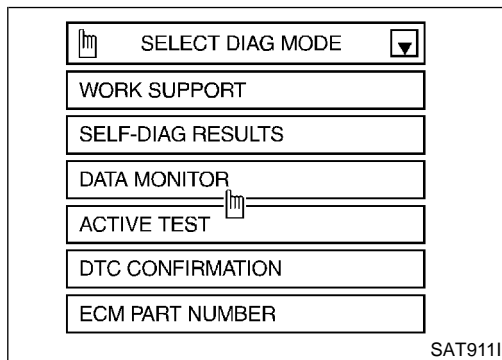 SELECT DIAG MODE
WORK SUPPORT
SELF-DIAG RESULTS
DATA MONITOR
ACTIVE TEST
DTC CONFIRMATION
ECM PART NUMBER
SAT911I